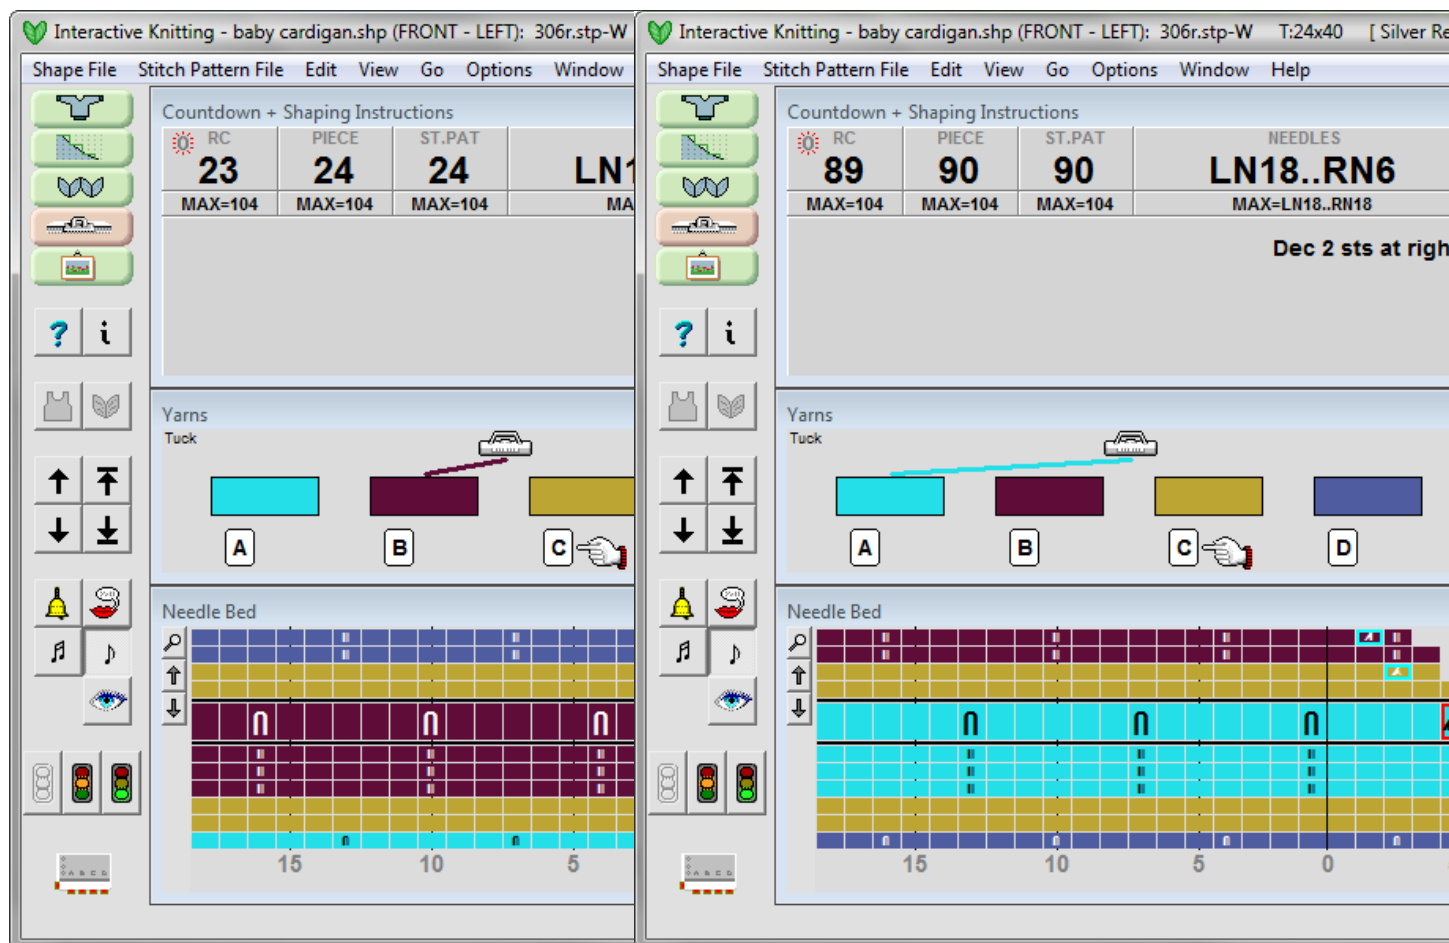 Interactive Knitting - baby cardigan.shp (FRONT - LEFT): 306r.stp-W
Shape File Stitch Pattern File Edit View Go Options Window
Countdown + Shaping Instructions
RC PIECE ST.PAT
23 24 24 LN1
MAX=104 MAX=104 MAX=104 MA
Yarns
Tuck
A B C
Needle Bed
15 10 5
Interactive Knitting - baby cardigan.shp (FRONT - LEFT): 306r.stp-W T:24x40 [ Silver Re
Shape File Stitch Pattern File Edit View Go Options Window Help
Countdown + Shaping Instructions
RC PIECE ST.PAT NEEDLES
89 90 90 LN18..RN6
MAX=104 MAX=104 MAX=104 MAX=LN18..RN18
Dec 2 sts at righ
Yarns
Tuck
A B C D
Needle Bed
15 10 5 0